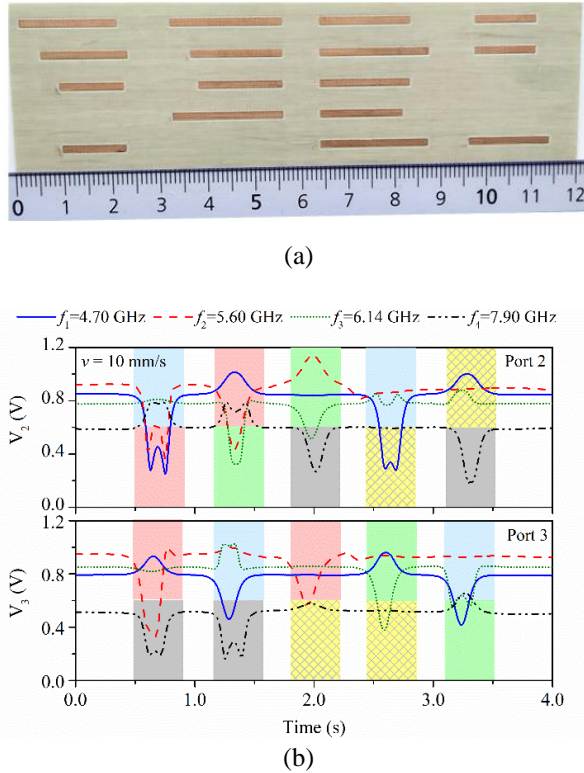 0 1 2 3 4 5 6 7 8 9 10 11 12
(a)
f₁=4.70 GHz f₂=5.60 GHz f₃=6.14 GHz f₄=7.90 GHz
1.2 v = 10 mm/s Port 2
0.8
V₂ (V)
0.4
0.0
1.2 Port 3
0.8
V₃ (V)
0.4
0.0
0.0 1.0 2.0 3.0 4.0
Time (s)
(b)